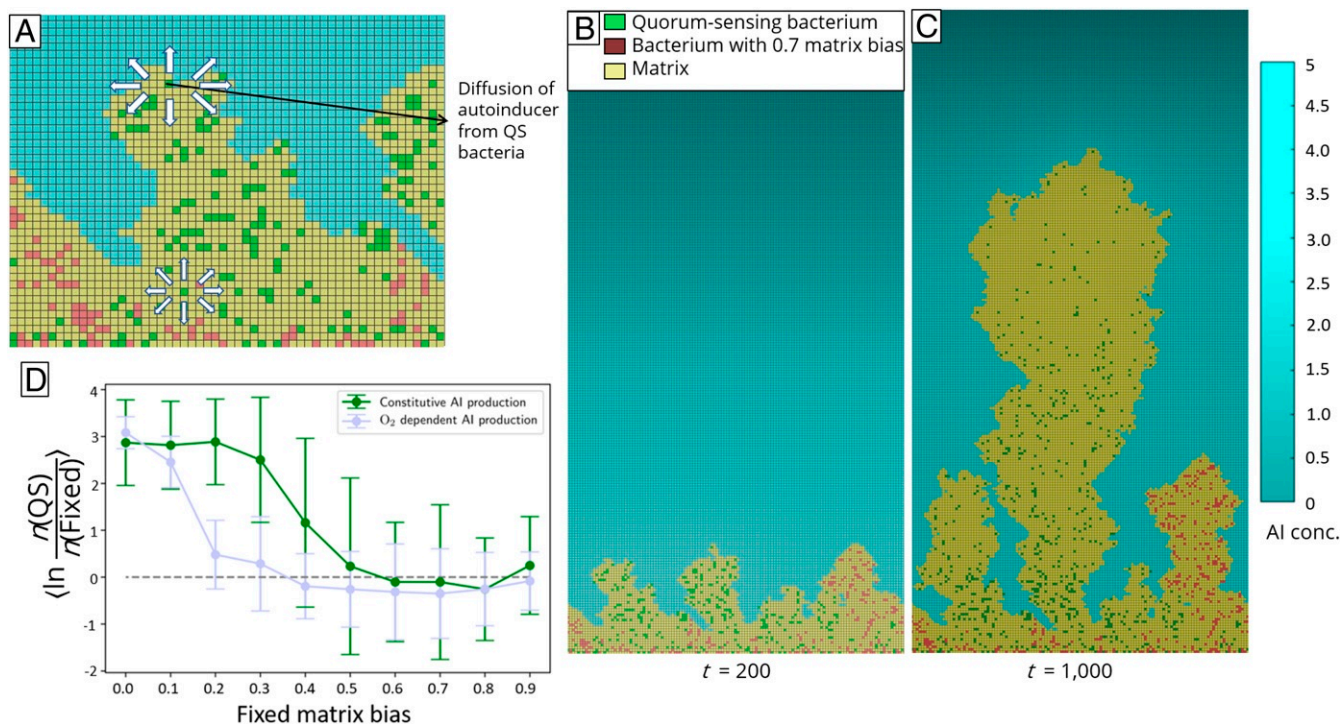 A
Diffusion of
autoinducer
from QS
bacteria
B
Quorum-sensing bacterium
Bacterium with 0.7 matrix bias
Matrix
t = 200
C
t = 1,000
5
4.5
4.0
3.5
3.0
2.5
2.0
1.5
1.0
0.5
0
AI conc.
D
Constitutive AI production
O₂ dependent AI production
⟨ln n(QS)/n(Fixed)⟩
4
3
2
1
0
-1
-2
0.0 0.1 0.2 0.3 0.4 0.5 0.6 0.7 0.8 0.9
Fixed matrix bias